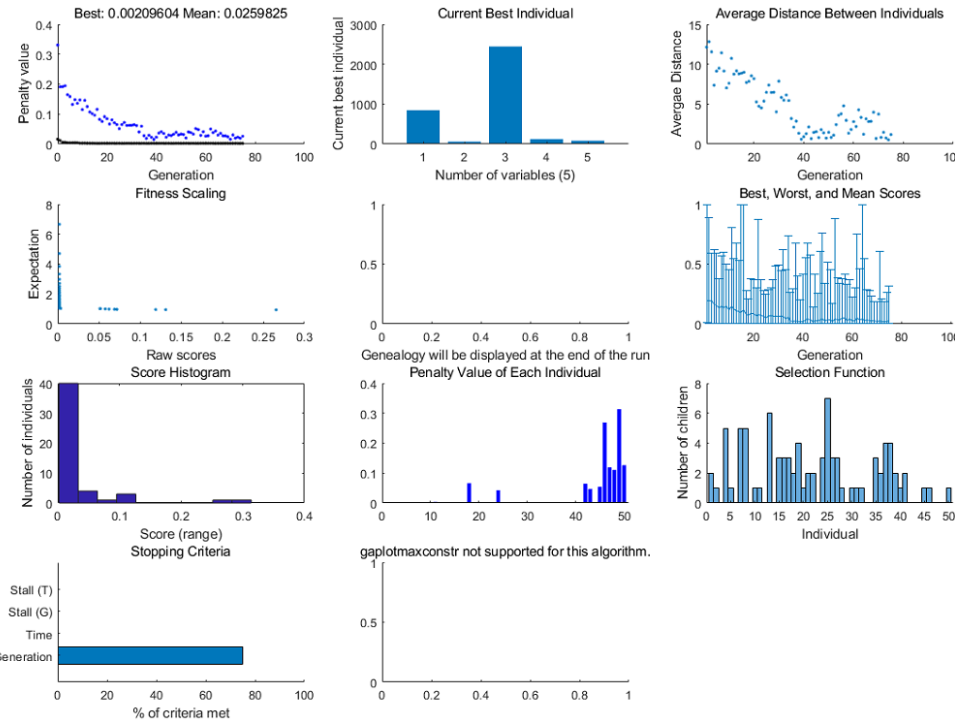 Best: 0.00209604 Mean: 0.0259825
Penalty value
0.4
0.3
0.2
0.1
0
0 20 40 60 80 100
Generation
Current Best Individual
Current best individual
3000
2000
1000
0
1 2 3 4 5
Number of variables (5)
Average Distance Between Individuals
Avergae Distance
15
10
5
0
20 40 60 80 100
Generation
Fitness Scaling
Expectation
8
6
4
2
0
0 0.05 0.1 0.15 0.2 0.25 0.3
Raw scores
1
0.5
0
0 0.2 0.4 0.6 0.8 1
Genealogy will be displayed at the end of the run
Best, Worst, and Mean Scores
1
0.5
0
20 40 60 80 100
Generation
Score Histogram
Number of individuals
40
30
20
10
0
0 0.1 0.2 0.3 0.4
Score (range)
Penalty Value of Each Individual
0.4
0.3
0.2
0.1
0
0 10 20 30 40 50
Selection Function
Number of children
8
6
4
2
0
0 5 10 15 20 25 30 35 40 45 50
Individual
Stopping Criteria
Stall (T)
Stall (G)
Time
Generation
0 20 40 60 80 100
% of criteria met
gaplotmaxconstr not supported for this algorithm.
1
0.5
0
0 0.2 0.4 0.6 0.8 1